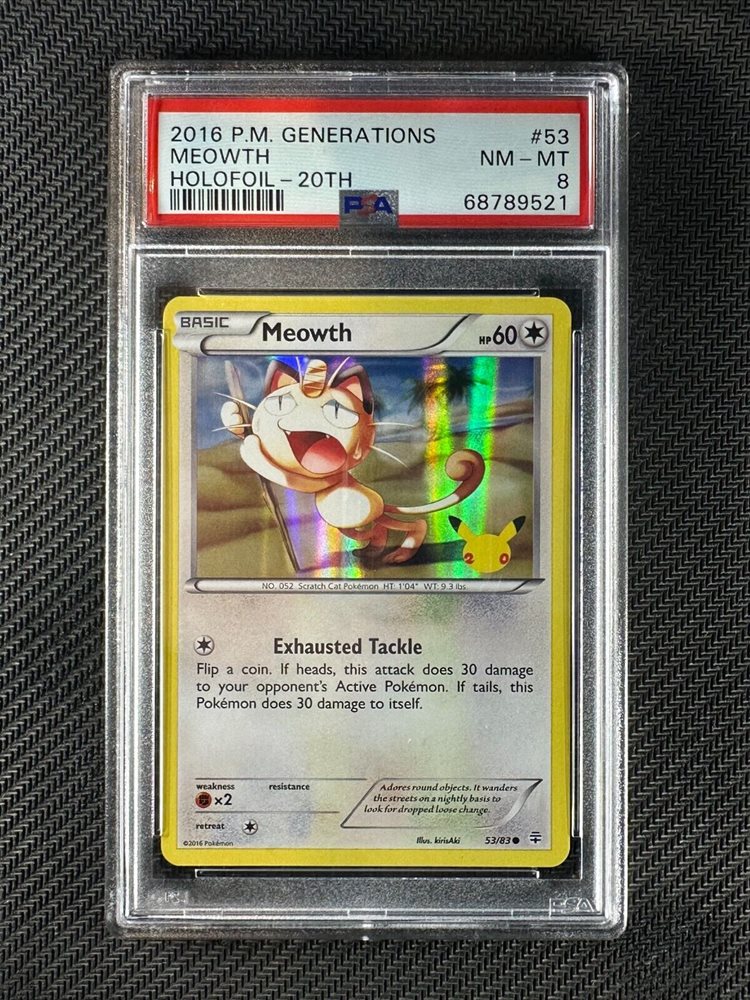 2016 P.M. GENERATIONS #53
MEOWTH NM - MT
HOLOFOIL - 20TH 8
PSA 68789521
BASIC Meowth HP60
20
NO. 052 Scratch Cat Pokémon HT: 1'04" WT: 9.3 lbs.
Exhausted Tackle
Flip a coin. If heads, this attack does 30 damage
to your opponent's Active Pokémon. If tails, this
Pokémon does 30 damage to itself.
weakness resistance
×2
Adores round objects. It wanders
the streets on a nightly basis to
look for dropped loose change.
retreat
©2016 Pokémon Illus. kirisAki 53/83
PSA